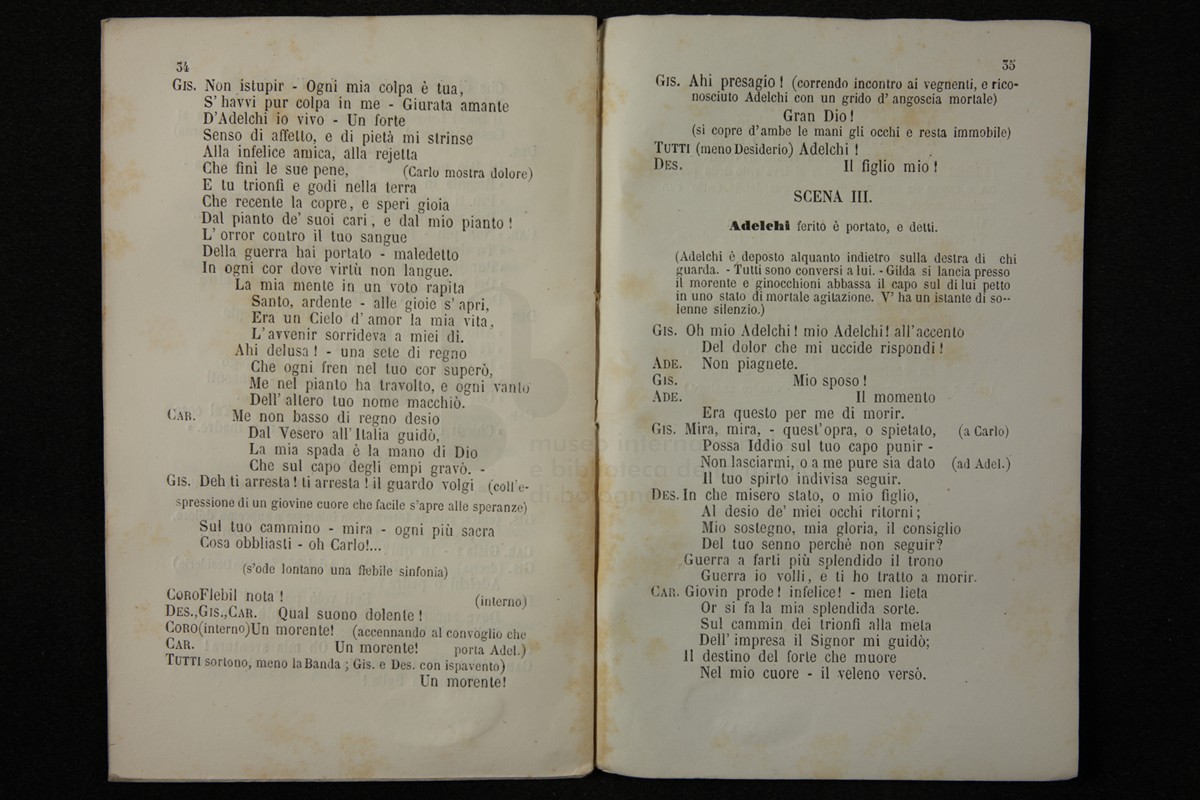 34
GIS. Non istupir - Ogni mia colpa è tua,
S'havvi pur colpa in me - Giurata amante
D'Adelchi io vivo - Un forte
Senso di affetto, e di pietà mi strinse
Alla infelice amica, alla rejetta
Che finì le sue pene, (Carlo mostra dolore)
E tu trionfi e godi nella terra
Che recente la copre, e speri gioia
Dal pianto de' suoi cari, e dal mio pianto!
L'orror contro il tuo sangue
Della guerra hai portato - maledetto
In ogni cor dove virtù non langue.
La mia mente in un voto rapita
Santo, ardente - alle gioie s'aprì,
Era un Cielo d'amor la mia vita,
L'avvenir sorrideva a miei dì.
Ahi delusa! - una sete di regno
Che ogni fren nel tuo cor superò,
Me nel pianto ha travolto, e ogni vanto
Dell'altero tuo nome macchiò.
CAR. Me non basso di regno desio
Dal Vesero all'Italia guidò,
La mia spada è la mano di Dio
Che sul capo degli empi gravò. -
GIS. Deh ti arresta! ti arresta! il guardo volgi (coll'e-
spressione di un giovine cuore che facile s'apre alle speranze)
Sul tuo cammino - mira - ogni più sacra
Cosa obbliasti - oh Carlo!...
(s'ode lontano una flebile sinfonia)
CORO Flebil nota! (interno)
DES.,GIS.,CAR. Qual suono dolente!
CORO (interno) Un morente! (accennando al convoglio che
CAR. Un morente! porta Adel.)
TUTTI sortono, meno la Banda; Gis. e Des. con ispavento)
Un morente!
35
GIS. Ahi presagio! (correndo incontro ai vegnenti, e rico-
nosciuto Adelchi con un grido d'angoscia mortale)
Gran Dio!
(si copre d'ambe le mani gli occhi e resta immobile)
TUTTI (meno Desiderio) Adelchi!
DES. Il figlio mio!
SCENA III.
Adelchi ferito è portato, e detti.
(Adelchi è deposto alquanto indietro sulla destra di chi
guarda. - Tutti sono conversi a lui. - Gilda si lancia presso
il morente e ginocchioni abbassa il capo sul di lui petto
in uno stato di mortale agitazione. V'ha un istante di so-
lenne silenzio.)
GIS. Oh mio Adelchi! mio Adelchi! all'accento
Del dolor che mi uccide rispondi!
ADE. Non piagnete.
GIS. Mio sposo!
ADE. Il momento
Era questo per me di morir.
GIS. Mira, mira, - quest'opra, o spietato, (a Carlo)
Possa Iddio sul tuo capo punir -
Non lasciarmi, o a me pure sia dato (ad Adel.)
Il tuo spirto indivisa seguir.
DES. In che misero stato, o mio figlio,
Al desio de' miei occhi ritorni;
Mio sostegno, mia gloria, il consiglio
Del tuo senno perchè non seguir?
Guerra a farti più splendido il trono
Guerra io volli, e ti ho tratto a morir.
CAR. Giovin prode! infelice! - men lieta
Or si fa la mia splendida sorte.
Sul cammin dei trionfi alla meta
Dell'impresa il Signor mi guidò;
Il destino del forte che muore
Nel mio cuore - il veleno versò.
museo interna
e biblioteca de
di bologn